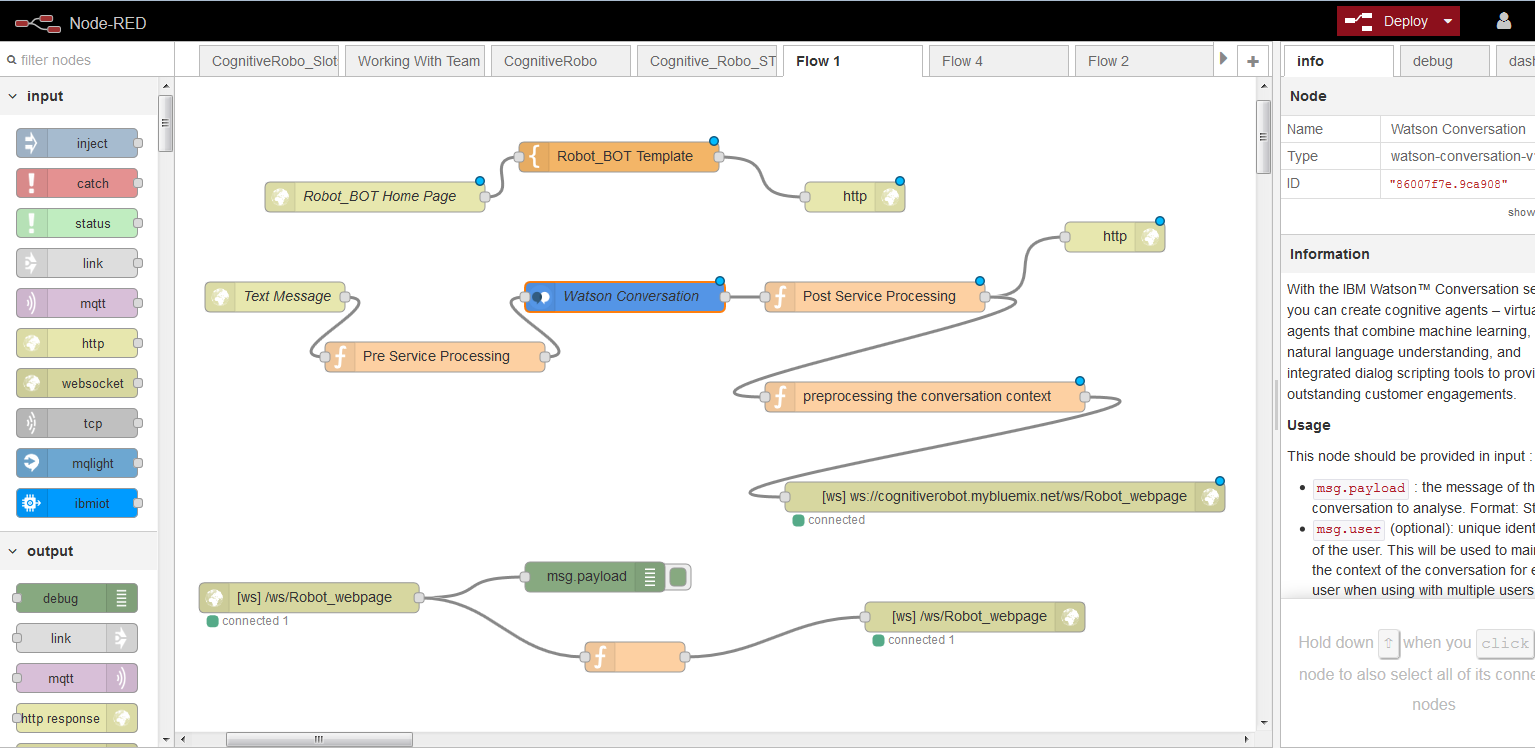 Node-RED
Deploy
filter nodes
CognitiveRobo_Slot
Working With Team
CognitiveRobo
Cognitive_Robo_ST
Flow 1
Flow 4
Flow 2
+
info
debug
dash
input
inject
catch
status
link
mqtt
http
websocket
tcp
mqlight
ibmiot
output
debug
link
mqtt
http response
Robot_BOT Template
Robot_BOT Home Page
http
http
Text Message
Watson Conversation
Post Service Processing
Pre Service Processing
preprocessing the conversation context
[ws] ws://cognitiverobot.mybluemix.net/ws/Robot_webpage
connected
msg.payload
[ws] /ws/Robot_webpage
connected 1
[ws] /ws/Robot_webpage
connected 1
Node
Name Watson Conversation
Type watson-conversation-v
ID "86007f7e.9ca908"
show
Information
With the IBM Watson™ Conversation se
you can create cognitive agents – virtua
agents that combine machine learning,
natural language understanding, and
integrated dialog scripting tools to provi
outstanding customer engagements.
Usage
This node should be provided in input :
• msg.payload : the message of th
conversation to analyse. Format: St
• msg.user (optional): unique ident
of the user. This will be used to mai
the context of the conversation for e
user when using with multiple users
Hold down ⇧ when you click
node to also select all of its conne
nodes